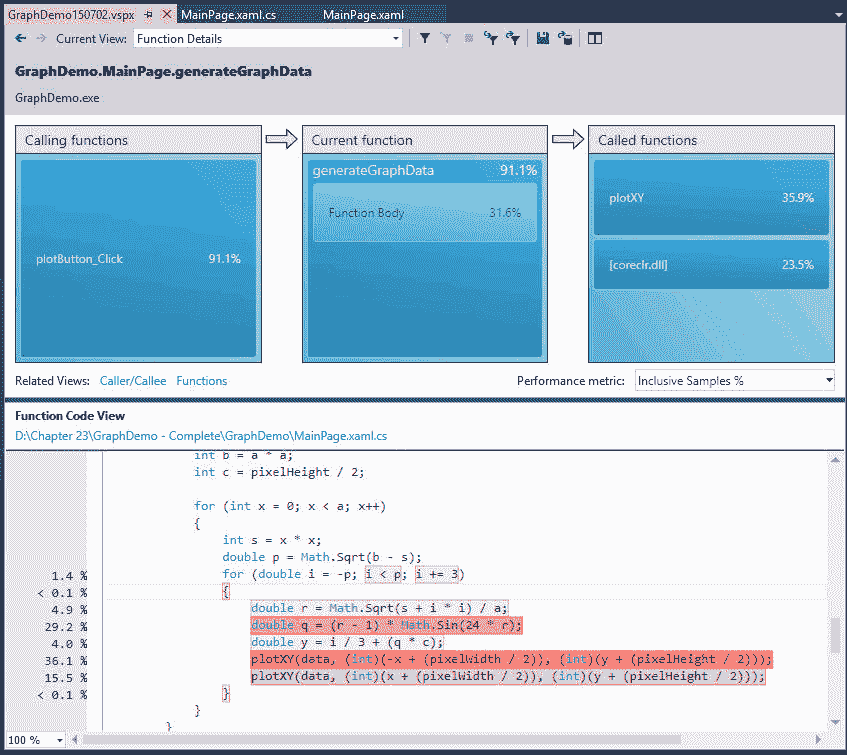 GraphDemo150702.vspx MainPage.xaml.cs MainPage.xaml
Current View: Function Details
GraphDemo.MainPage.generateGraphData
GraphDemo.exe
Calling functions
plotButton_Click 91.1%
Current function
generateGraphData 91.1%
Function Body 31.6%
Called functions
plotXY 35.9%
[coreclr.dll] 23.5%
Related Views: Caller/Callee Functions
Performance metric: Inclusive Samples %
Function Code View
D:\Chapter 23\GraphDemo - Complete\GraphDemo\MainPage.xaml.cs
int b = a * a;
int c = pixelHeight / 2;
for (int x = 0; x < a; x++)
{
int s = x * x;
double p = Math.Sqrt(b - s);
1.4 % for (double i = -p; i < p; i += 3)
< 0.1 % {
4.9 % double r = Math.Sqrt(s + i * i) / a;
29.2 % double q = (r - 1) * Math.Sin(24 * r);
4.0 % double y = i / 3 + (q * c);
36.1 % plotXY(data, (int)(-x + (pixelWidth / 2)), (int)(y + (pixelHeight / 2)));
15.5 % plotXY(data, (int)(x + (pixelWidth / 2)), (int)(y + (pixelHeight / 2)));
< 0.1 % }
}
}
100 %